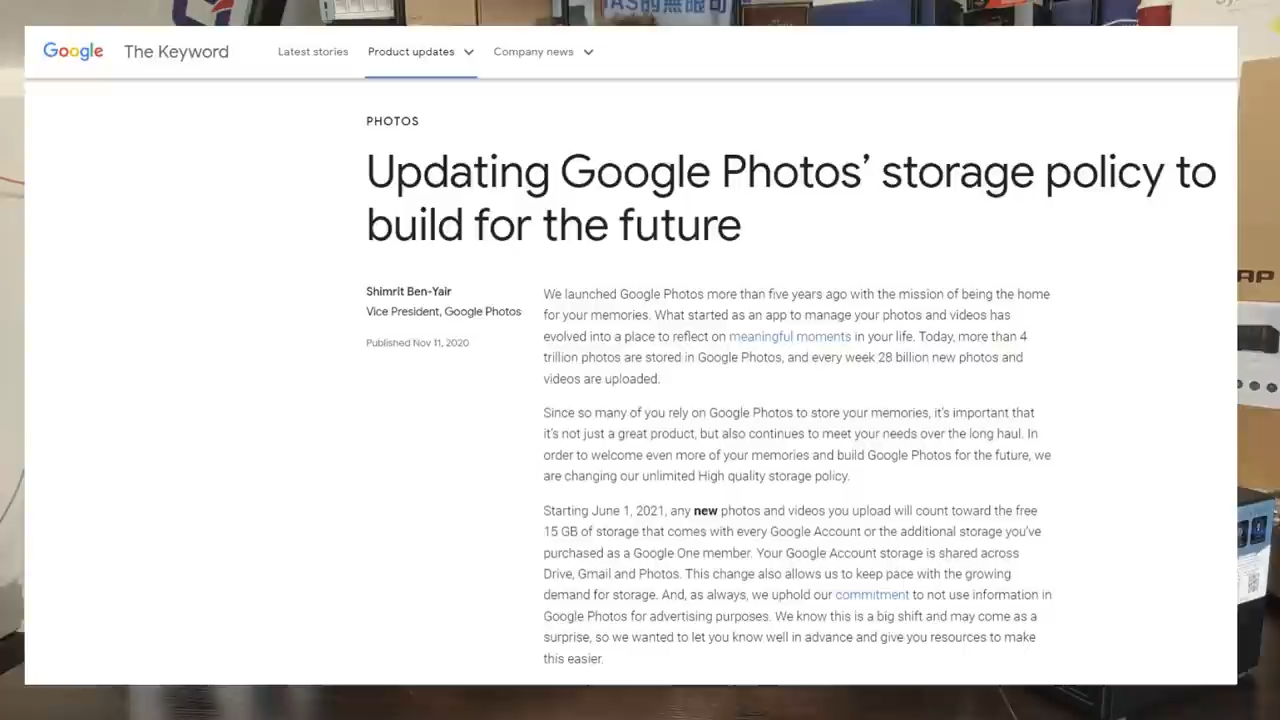 IAS的無限可
Google The Keyword Latest stories Product updates Company news
PHOTOS
Updating Google Photos’ storage policy to
build for the future
Shimrit Ben-Yair
Vice President, Google Photos
Published Nov 11, 2020
We launched Google Photos more than five years ago with the mission of being the home
for your memories. What started as an app to manage your photos and videos has
evolved into a place to reflect on meaningful moments in your life. Today, more than 4
trillion photos are stored in Google Photos, and every week 28 billion new photos and
videos are uploaded.
Since so many of you rely on Google Photos to store your memories, it’s important that
it’s not just a great product, but also continues to meet your needs over the long haul. In
order to welcome even more of your memories and build Google Photos for the future, we
are changing our unlimited High quality storage policy.
Starting June 1, 2021, any new photos and videos you upload will count toward the free
15 GB of storage that comes with every Google Account or the additional storage you’ve
purchased as a Google One member. Your Google Account storage is shared across
Drive, Gmail and Photos. This change also allows us to keep pace with the growing
demand for storage. And, as always, we uphold our commitment to not use information in
Google Photos for advertising purposes. We know this is a big shift and may come as a
surprise, so we wanted to let you know well in advance and give you resources to make
this easier.